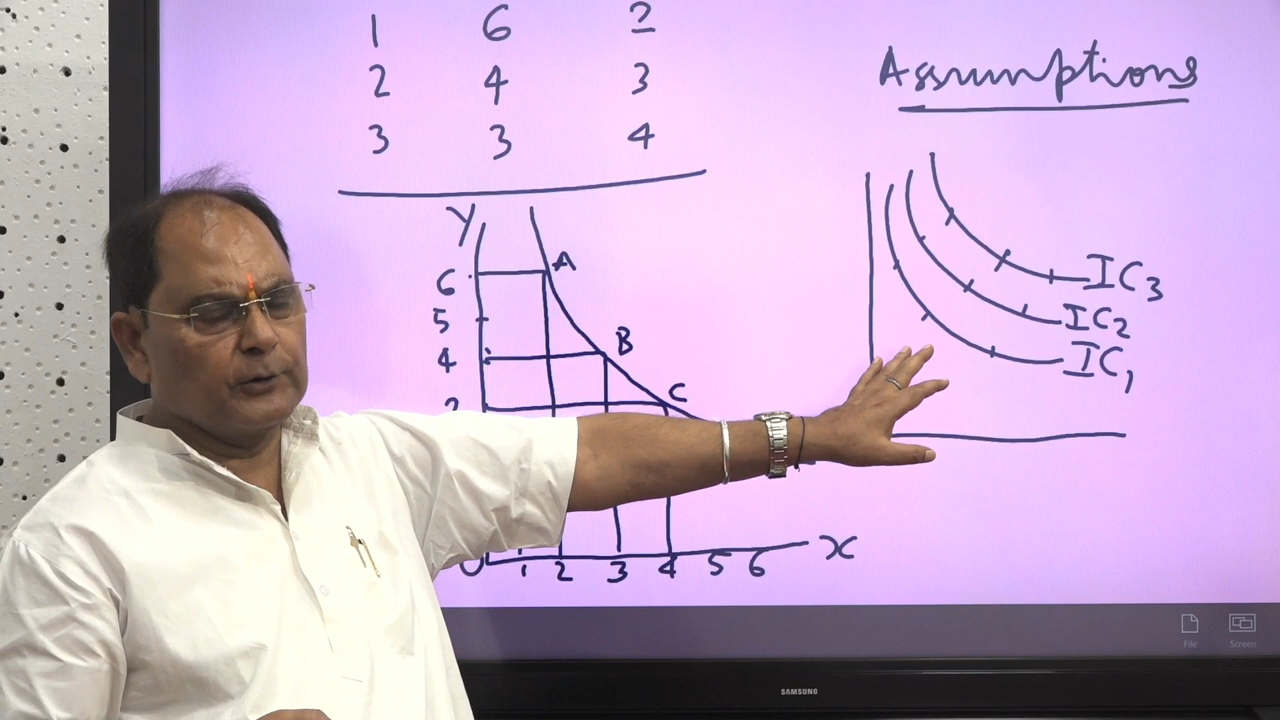 1 6 2
2 4 3
3 3 4
Assumptions
Y
6
A
5
4
B
C
IC3
IC2
IC1
1 2 3 4 5 6
x
File
Screen
SAMSUNG